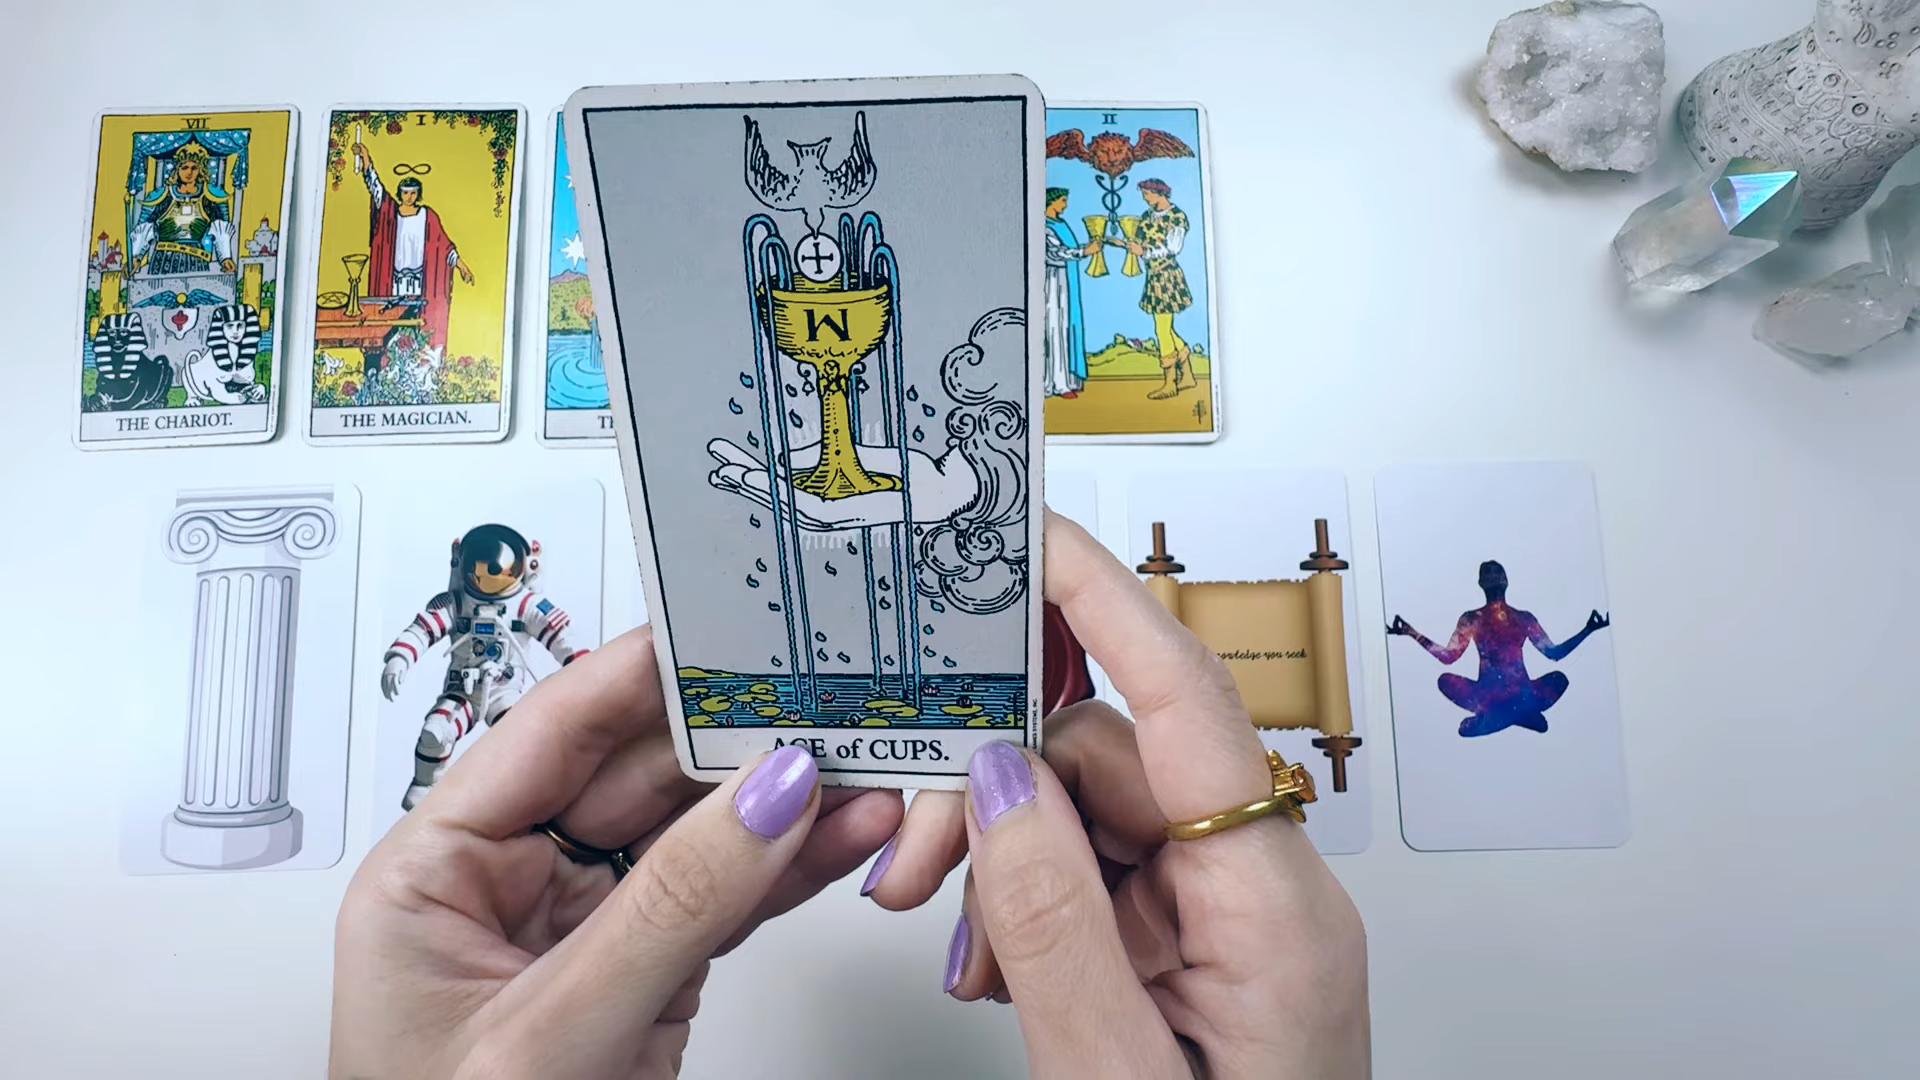 VII
THE CHARIOT.
I
THE MAGICIAN.
II
W
ACE of CUPS.
knowledge you seek